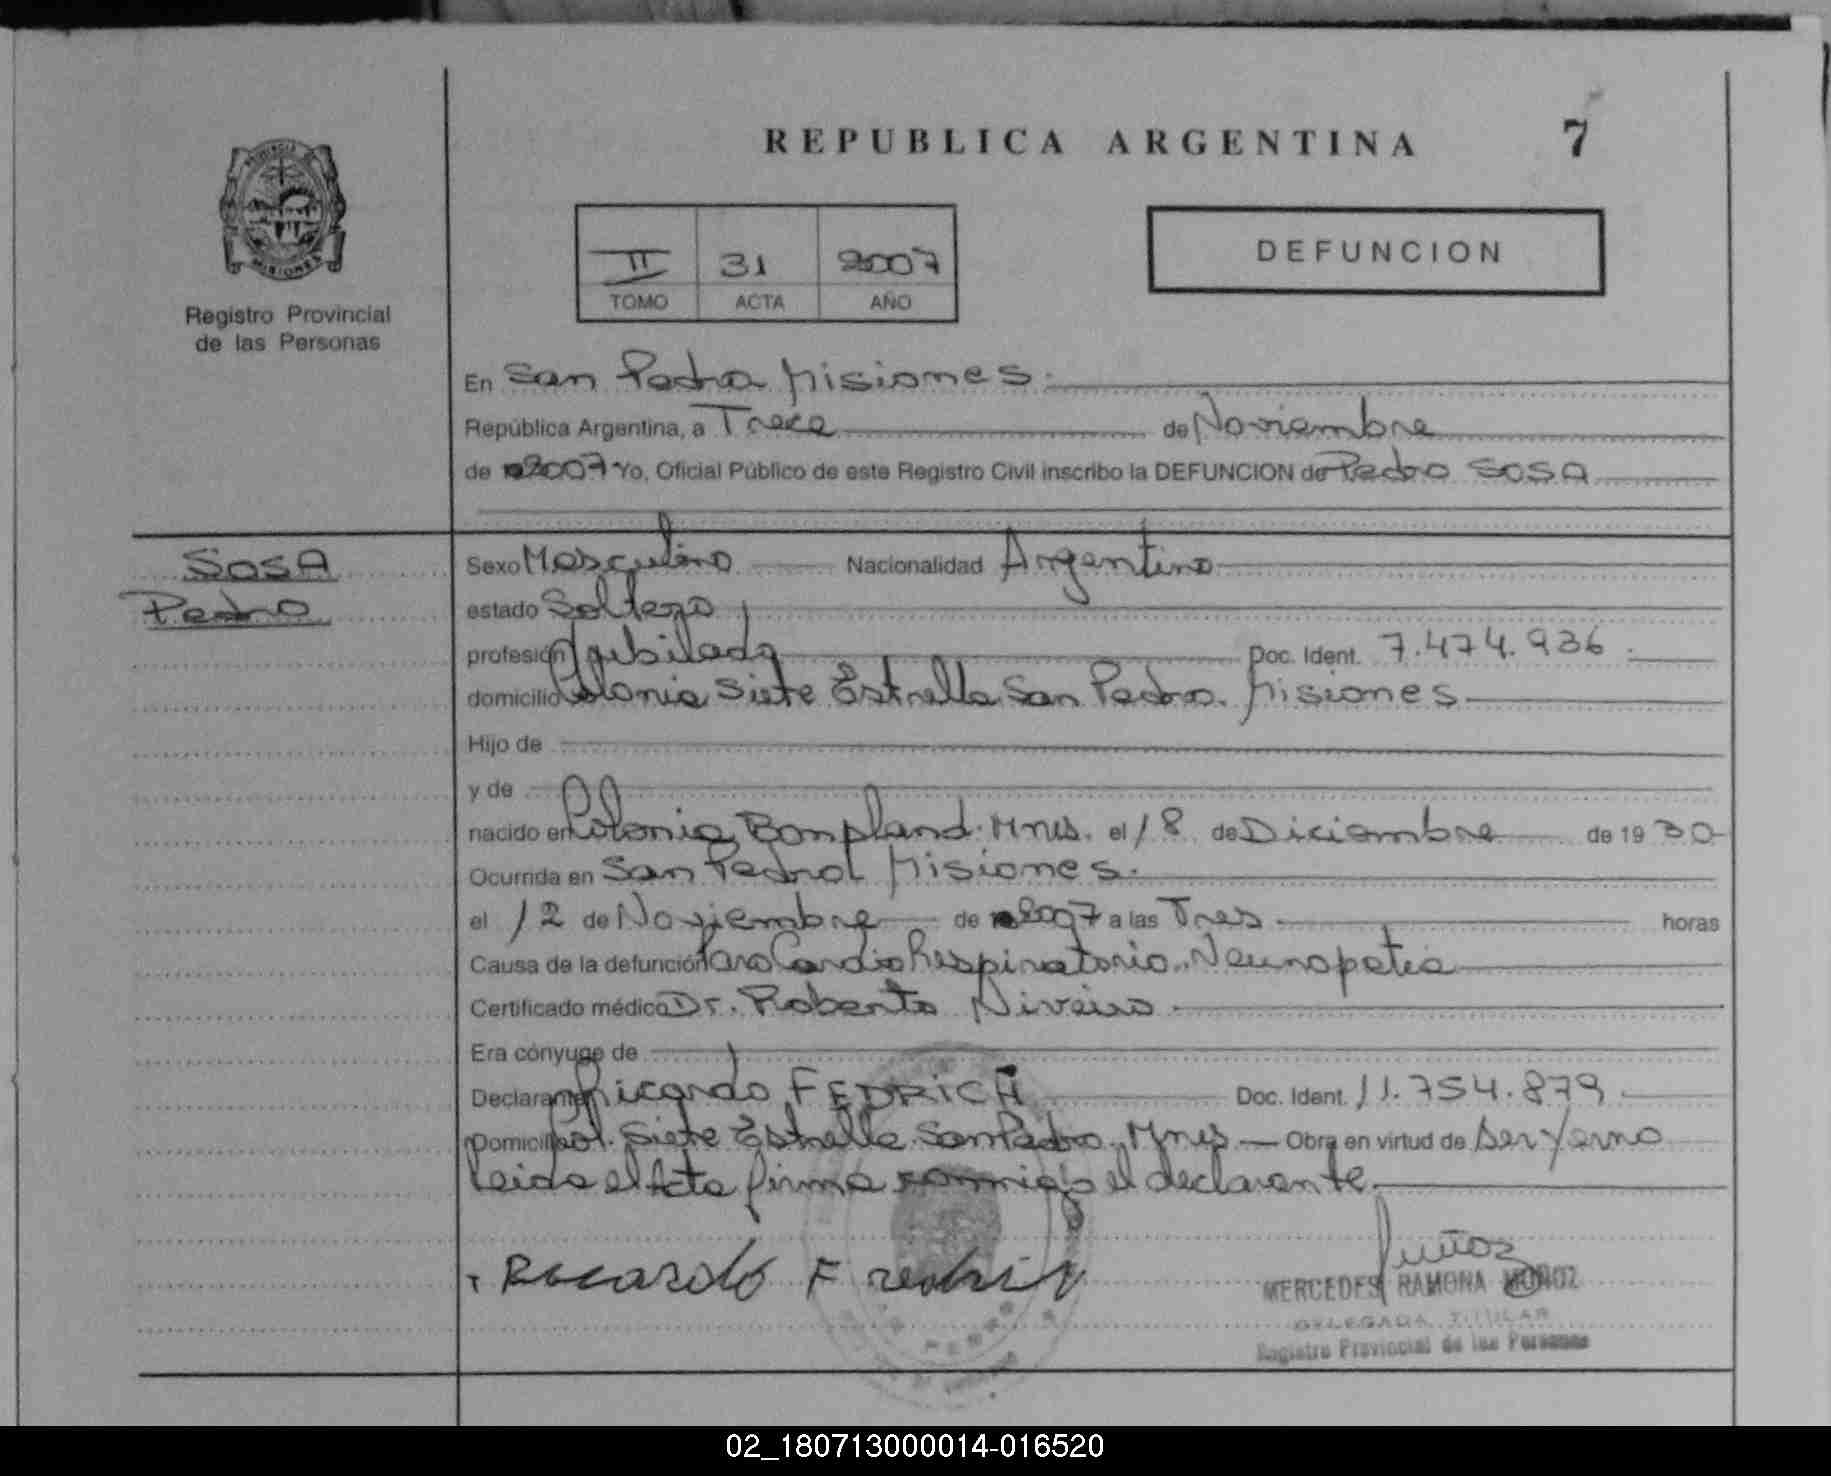 REPUBLICA ARGENTINA 7
PROVINCIA DE
MISIONES
Registro Provincial
de las Personas
II 31 2007
TOMO ACTA AÑO
DEFUNCION
En San Pedro Misiones.
República Argentina, a Trece de Noviembre
de 2007 Yo, Oficial Público de este Registro Civil inscribo la DEFUNCION de Pedro SOSA
SOSA
Pedro
Sexo Masculino Nacionalidad Argentino
estado Soltero
profesión Jubilado Doc. Ident. 7.474.936.
domicilio Colonia Siete Estrella San Pedro. Misiones
Hijo de
y de
nacido en Colonia Bonpland. Mnes. el 18 de Diciembre de 1930
Ocurrida en San Pedro Misiones.
el 12 de Noviembre de 2007 a las Tres horas
Causa de la defunción Paro Cardio Respiratorio. Neuropatia
Certificado médico Dr. Roberto Niveiro
Era cónyuge de
Declarante Ricardo FEDRICH Doc. Ident. 11.754.879
Domicilio Col. Siete Estrella San Pedro. Mnes Obra en virtud de ser Yerno
Leida el Acta firma conmigo el declarante.
Ricardo F
Muñoz
MERCEDES RAMONA MUÑOZ
DELEGADA TITULAR
Registro Provincial de las Personas
02_180713000014-016520